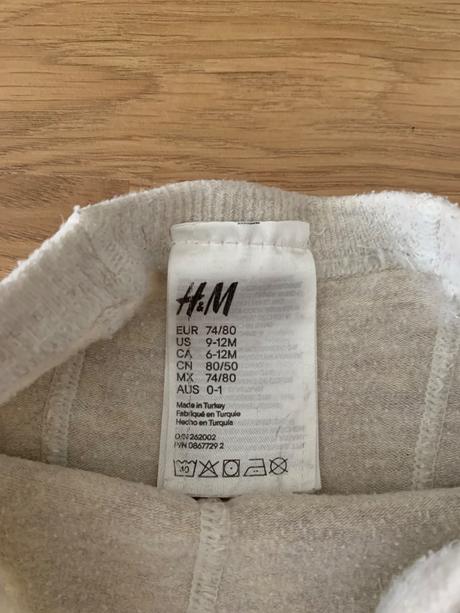 H&M
EUR 74/80
US 9-12M
CA 6-12M
CN 80/50
MX 74/80
AUS 0-1
Made in Turkey
Fabriqué en Turquie
Hecho en Turquía
O/N 262002
P/N 0867729 2
40